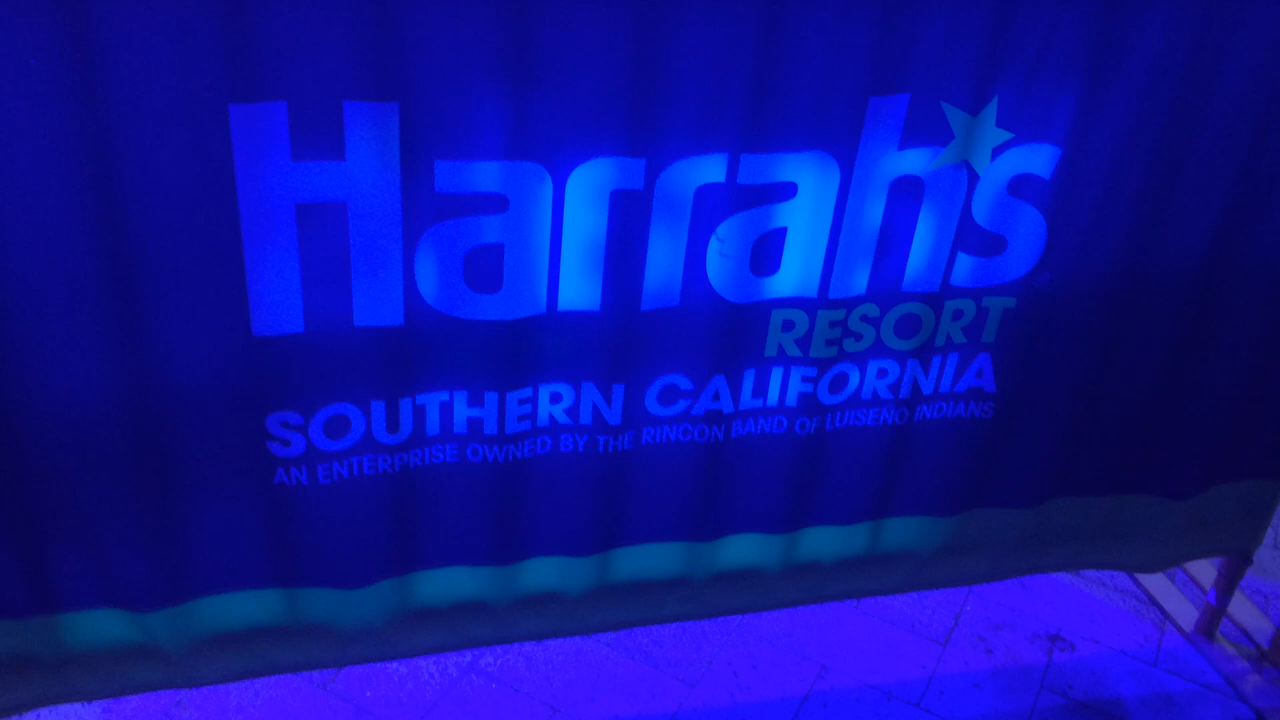 Harrah's
RESORT
SOUTHERN CALIFORNIA
AN ENTERPRISE OWNED BY THE RINCON BAND OF LUISEÑO INDIANS